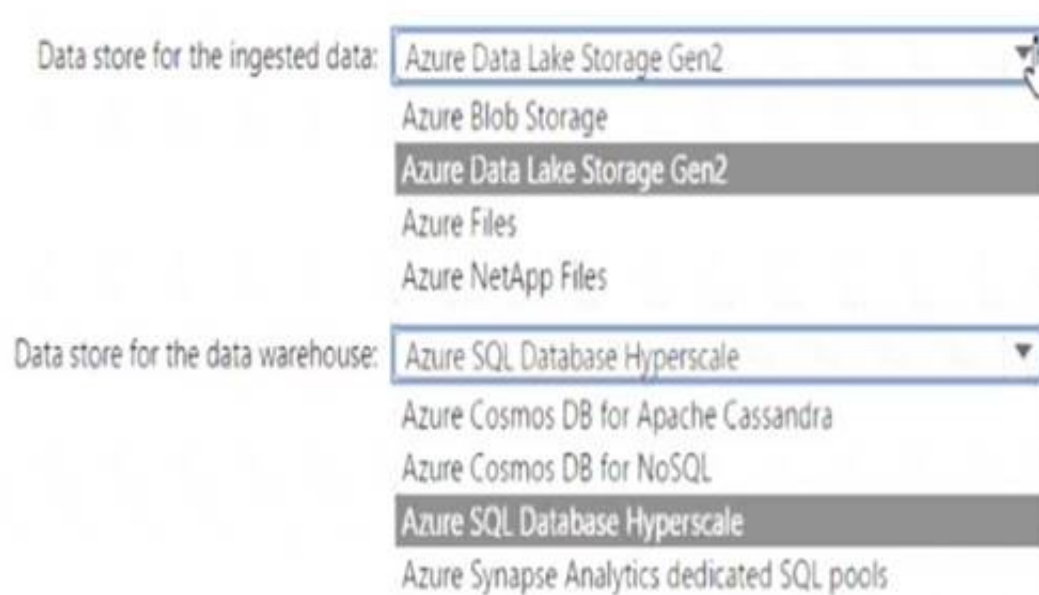 Data store for the ingested data: Azure Data Lake Storage Gen2
Azure Blob Storage
Azure Data Lake Storage Gen2
Azure Files
Azure NetApp Files
Data store for the data warehouse: Azure SQL Database Hyperscale
Azure Cosmos DB for Apache Cassandra
Azure Cosmos DB for NoSQL
Azure SQL Database Hyperscale
Azure Synapse Analytics dedicated SQL pools